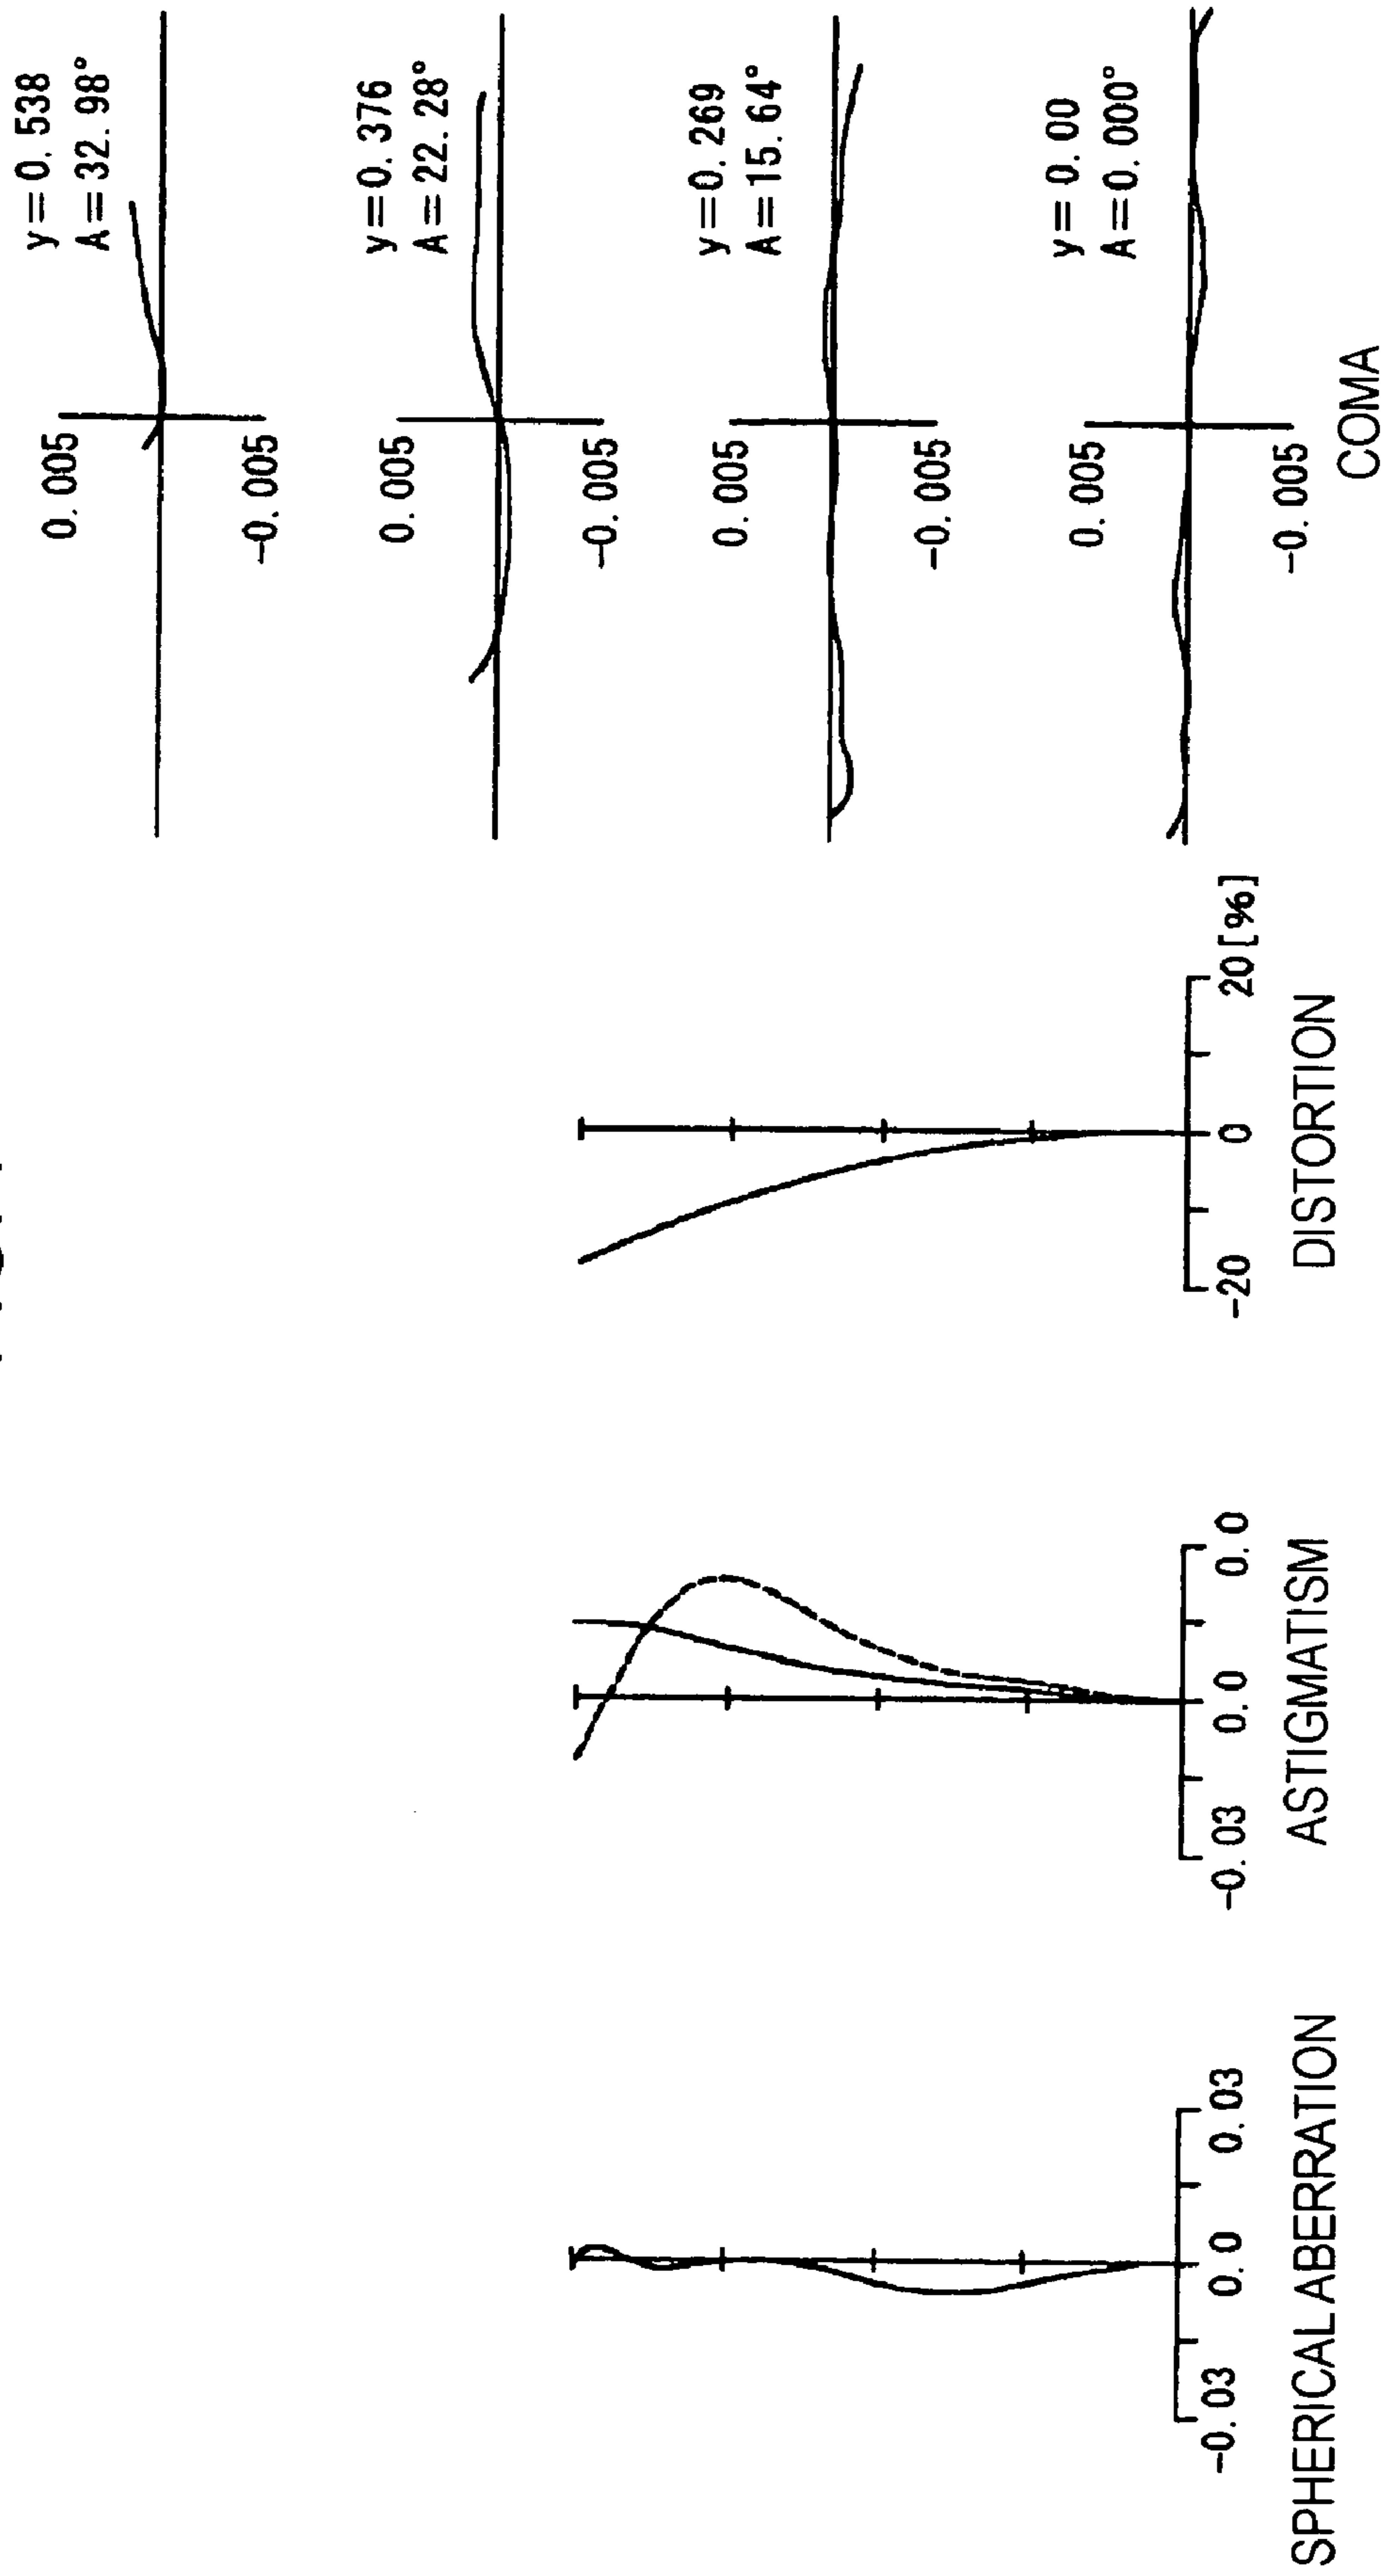 -0.03
0.0
0.03
SPHERICAL ABERRATION
-0.03
0.0
0.0
ASTIGMATISM
-20
0
20[%]
DISTORTION
y=0.538
A=32.98°
0.005
-0.005
y=0.376
A=22.28°
0.005
-0.005
y=0.269
A=15.64°
0.005
-0.005
y=0.00
A=0.000°
0.005
-0.005
COMA